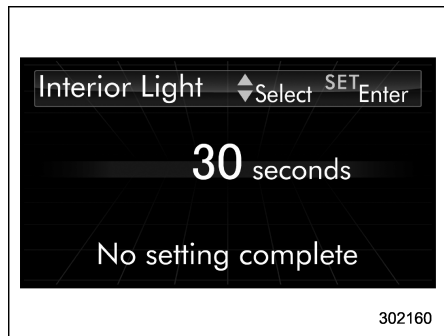 Interior Light Select SET Enter
30 seconds
No setting complete
302160